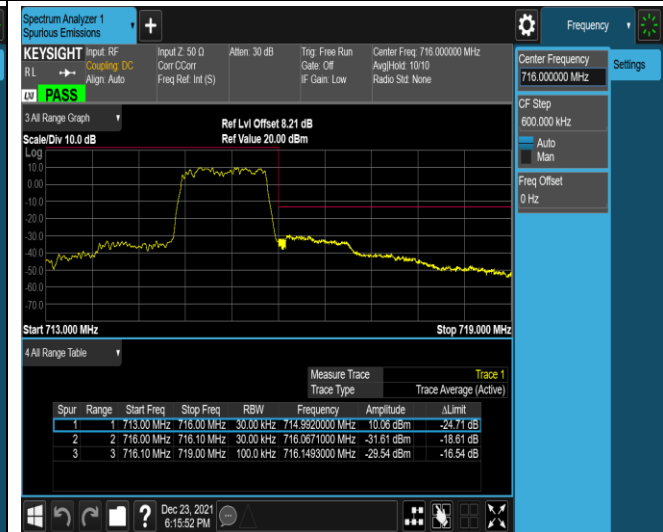 Spectrum Analyzer 1
Spurious Emissions
+
Frequency
KEYSIGHT Input: RF Input Z: 50 Ω Atten: 30 dB Trig: Free Run Center Freq: 716.000000 MHz
RL Coupling: DC Corr CCorr Gate: Off Avg|Hold: 10/10
Align: Auto Freq Ref: Int (S) IF Gain: Low Radio Std: None
LXI PASS
Center Frequency
716.000000 MHz
Settings
CF Step
600.000 kHz
Auto
Man
Freq Offset
0 Hz
3 All Range Graph
Ref Lvl Offset 8.21 dB
Scale/Div 10.0 dB Ref Value 20.00 dBm
Log
10.0
0.00
-10.0
-20.0
-30.0
-40.0
-50.0
-60.0
-70.0
Start 713.000 MHz Stop 719.000 MHz
4 All Range Table
Measure Trace Trace 1
Trace Type Trace Average (Active)
Spur Range Start Freq Stop Freq RBW Frequency Amplitude ΔLimit
1 1 713.00 MHz 716.00 MHz 30.00 kHz 714.9920000 MHz 10.06 dBm -24.71 dB
2 2 716.00 MHz 716.10 MHz 30.00 kHz 716.0671000 MHz -31.61 dBm -18.61 dB
3 3 716.10 MHz 719.00 MHz 100.0 kHz 716.1493000 MHz -29.54 dBm -16.54 dB
? Dec 23, 2021
6:15:52 PM